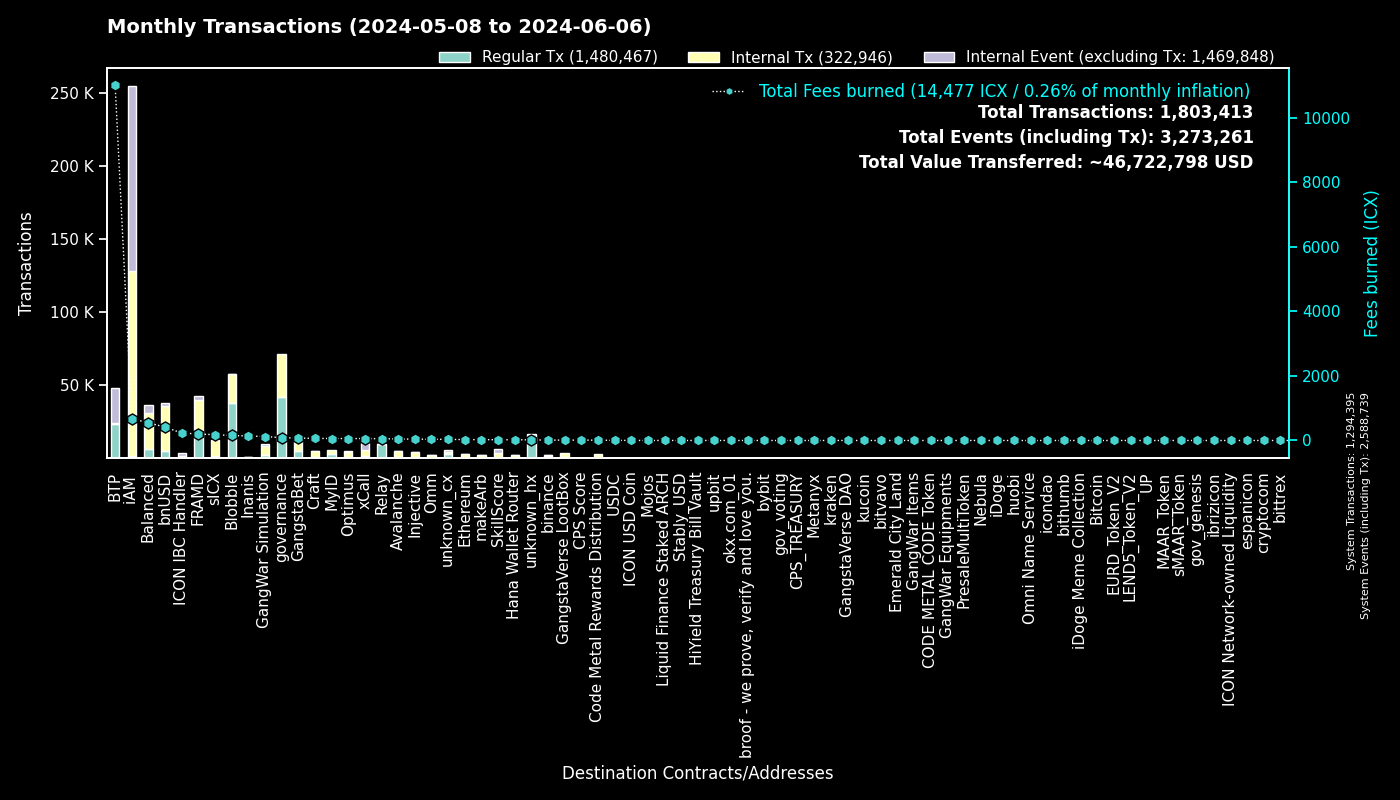 Monthly Transactions (2024-05-08 to 2024-06-06)
Regular Tx (1,480,467)
Internal Tx (322,946)
Internal Event (excluding Tx: 1,469,848)
Total Fees burned (14,477 ICX / 0.26% of monthly inflation)
Total Transactions: 1,803,413
Total Events (including Tx): 3,273,261
Total Value Transferred: ~46,722,798 USD
Transactions
250 K
200 K
150 K
100 K
50 K
10000
8000
6000
4000
2000
0
Fees burned (ICX)
System Transactions: 1,294,395
System Events (including Tx): 2,588,739
BTP
iAM
Balanced
bnUSD
ICON IBC Handler
FRAMD
sICX
Blobble
Inanis
GangWar Simulation
governance
GangstaBet
Craft
MyID
Optimus
xCall
Relay
Avalanche
Injective
Omm
unknown_cx
Ethereum
makeArb
SkillScore
Hana Wallet Router
unknown_hx
binance
GangstaVerse LootBox
CPS Score
Code Metal Rewards Distribution
USDC
ICON USD Coin
Mojos
Liquid Finance Staked ARCH
Stably_USD
HiYield Treasury Bill Vault
upbit
okx.com_01
broof - we prove, verify and love you.
bybit
gov_voting
CPS_TREASURY
Metanyx
kraken
GangstaVerse DAO
kucoin
bitvavo
Emerald City Land
GangWar Items
CODE METAL CODE Token
GangWar Equipments
PresaleMultiToken
Nebula
iDoge
Omni Name Service
huobi
icondao
bithumb
iDoge Meme Collection
Bitcoin
EURD_Token_V2
LEND5_Token_V2
_UP
MAAR_Token
sMAAR_Token
gov_genesis
ibrizicon
ICON Network-owned Liquidity
espanicon
cryptocom
bittrex
Destination Contracts/Addresses